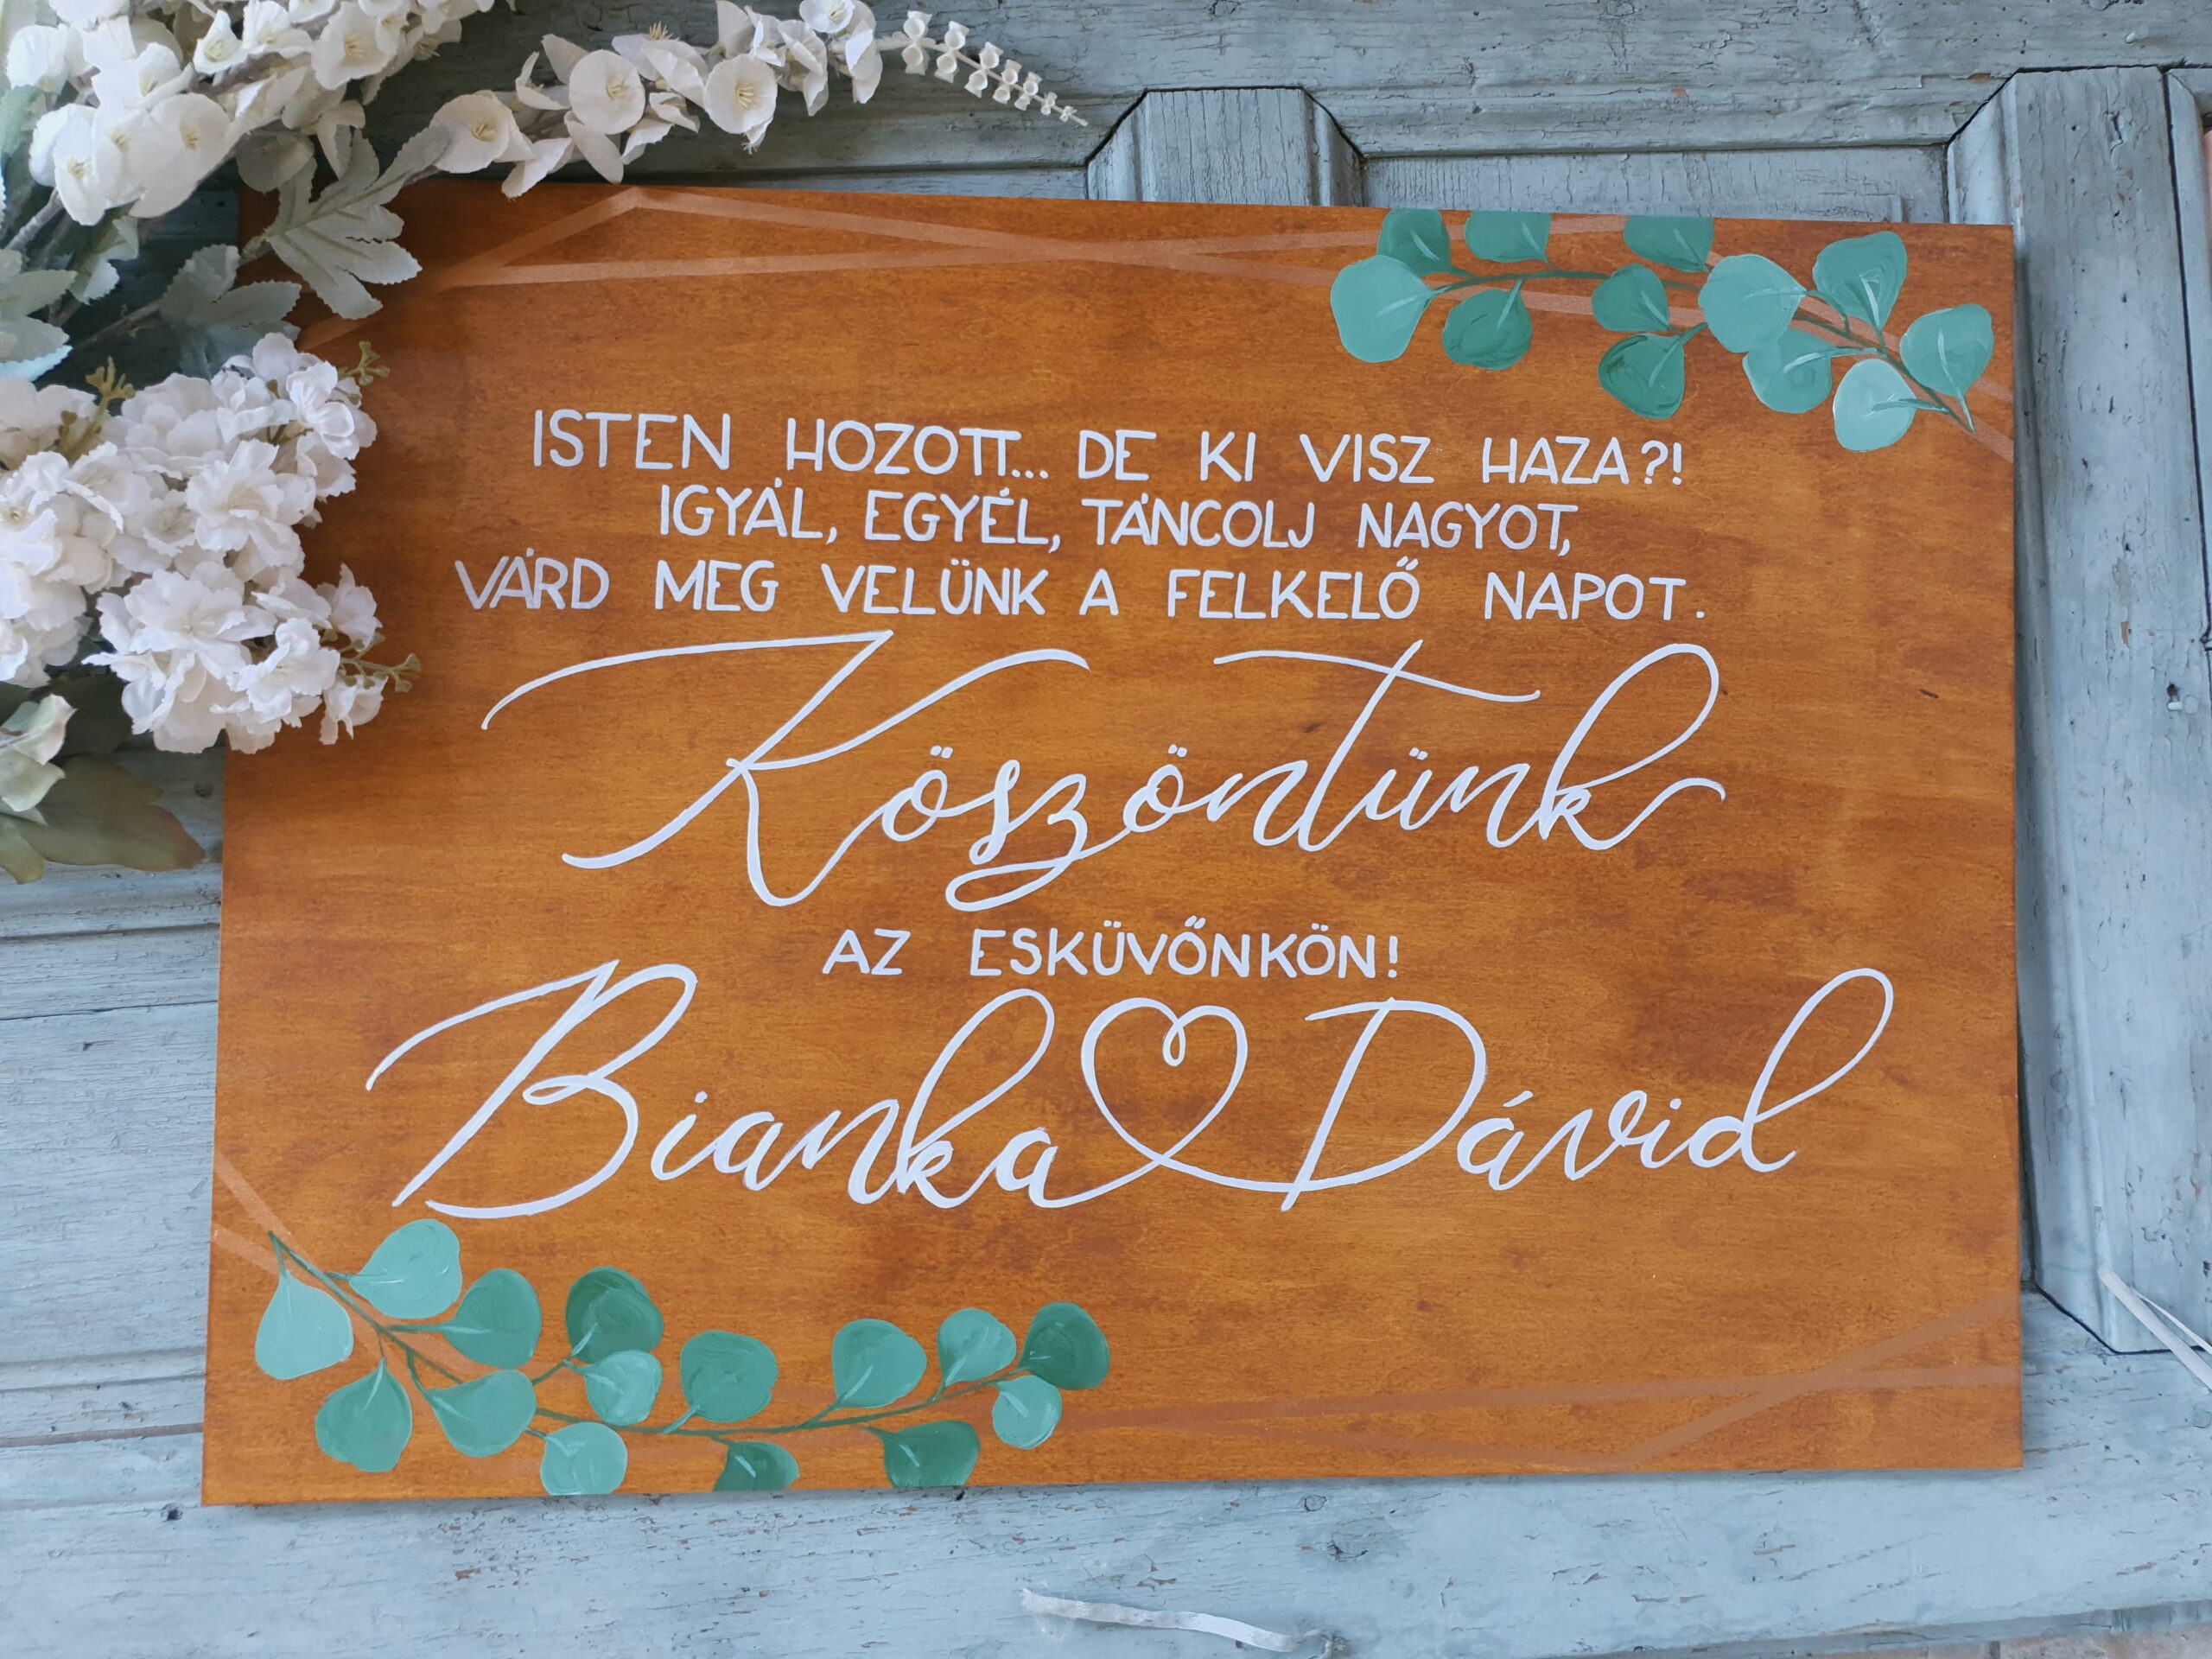 ISTEN HOZOTT... DE KI VISZ HAZA?!
IGYÁL, EGYÉL, TÁNCOLJ NAGYOT,
VÁRD MEG VELÜNK A FELKELŐ NAPOT.
Köszöntünk
AZ ESKÜVŐNKÖN!
Bianka Dávid